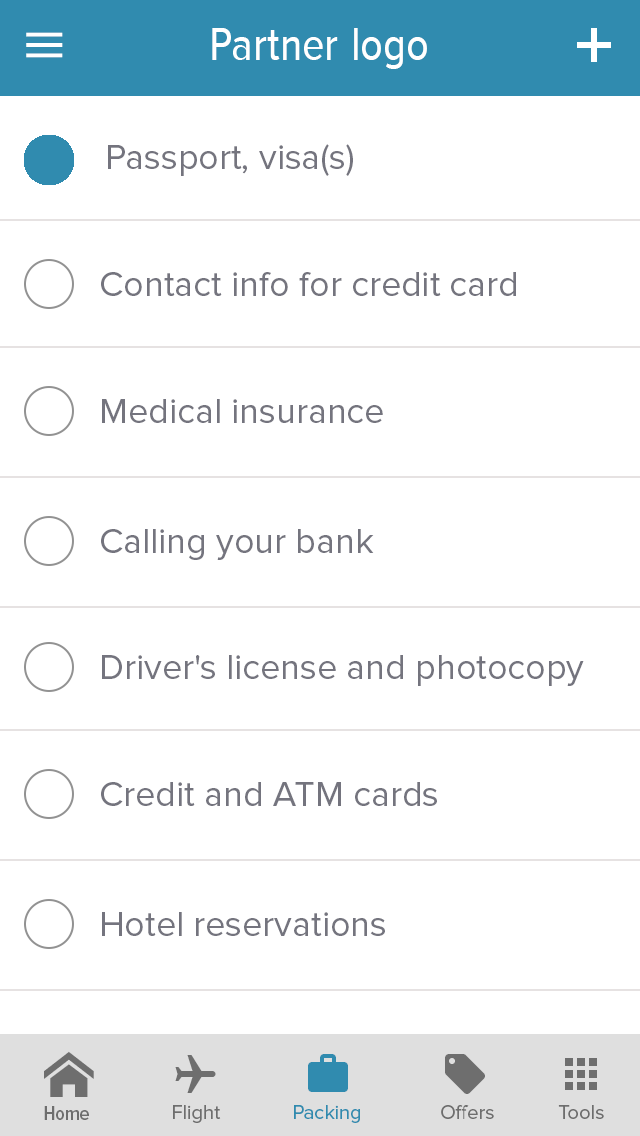 Partner logo
Passport, visa(s)
Contact info for credit card
Medical insurance
Calling your bank
Driver's license and photocopy
Credit and ATM cards
Hotel reservations
Home Flight Packing Offers Tools